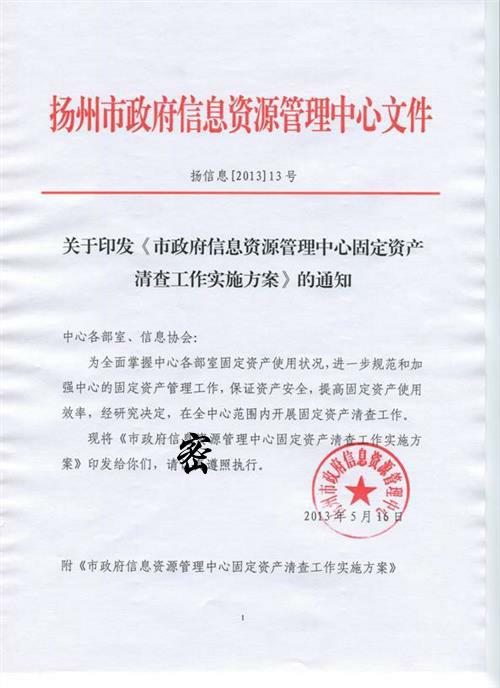 扬州市政府信息资源管理中心文件
扬信息[2013]13号
关于印发《市政府信息资源管理中心固定资产
清查工作实施方案》的通知
中心各部室、信息协会：
为全面掌握中心各部室固定资产使用状况，进一步规范和加
强中心的固定资产管理工作，保证资产安全，提高固定资产使用
效率，经研究决定，在全中心范围内开展固定资产清查工作。
现将《市政府信息资源管理中心固定资产清查工作实施方
密
案》印发给你们，请 遵照执行。
扬州市政府信息资源管理中心
2013年5月16日
附《市政府信息资源管理中心固定资产清查工作实施方案》
1